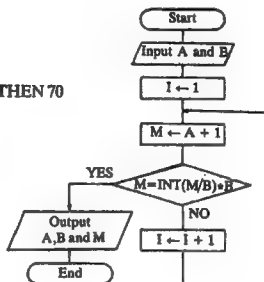 Start
Input A and B
THEN 70
I ← 1
M ← A + 1
YES
M=INT(M/B)*B
NO
Output
A,B and M
I ← I + 1
End